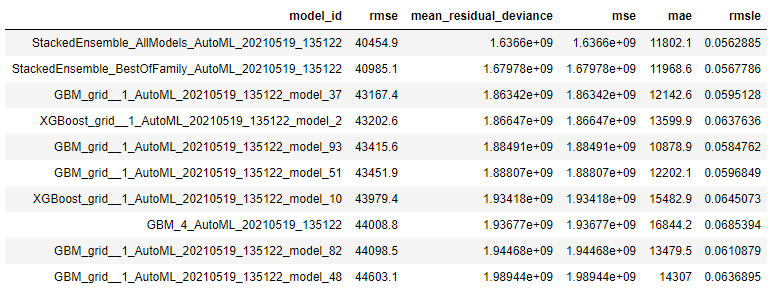 model_id rmse mean_residual_deviance mse mae rmsle
StackedEnsemble_AllModels_AutoML_20210519_135122 40454.9 1.6366e+09 1.6366e+09 11802.1 0.0562885
StackedEnsemble_BestOfFamily_AutoML_20210519_135122 40985.1 1.67978e+09 1.67978e+09 11968.6 0.0567786
GBM_grid__1_AutoML_20210519_135122_model_37 43167.4 1.86342e+09 1.86342e+09 12142.6 0.0595128
XGBoost_grid__1_AutoML_20210519_135122_model_2 43202.6 1.86647e+09 1.86647e+09 13599.9 0.0637636
GBM_grid__1_AutoML_20210519_135122_model_93 43415.6 1.88491e+09 1.88491e+09 10878.9 0.0584762
GBM_grid__1_AutoML_20210519_135122_model_51 43451.9 1.88807e+09 1.88807e+09 12202.1 0.0596849
XGBoost_grid__1_AutoML_20210519_135122_model_10 43979.4 1.93418e+09 1.93418e+09 15482.9 0.0645073
GBM_4_AutoML_20210519_135122 44008.8 1.93677e+09 1.93677e+09 16844.2 0.0685394
GBM_grid__1_AutoML_20210519_135122_model_82 44098.5 1.94468e+09 1.94468e+09 13479.5 0.0610879
GBM_grid__1_AutoML_20210519_135122_model_48 44603.1 1.98944e+09 1.98944e+09 14307 0.0636895